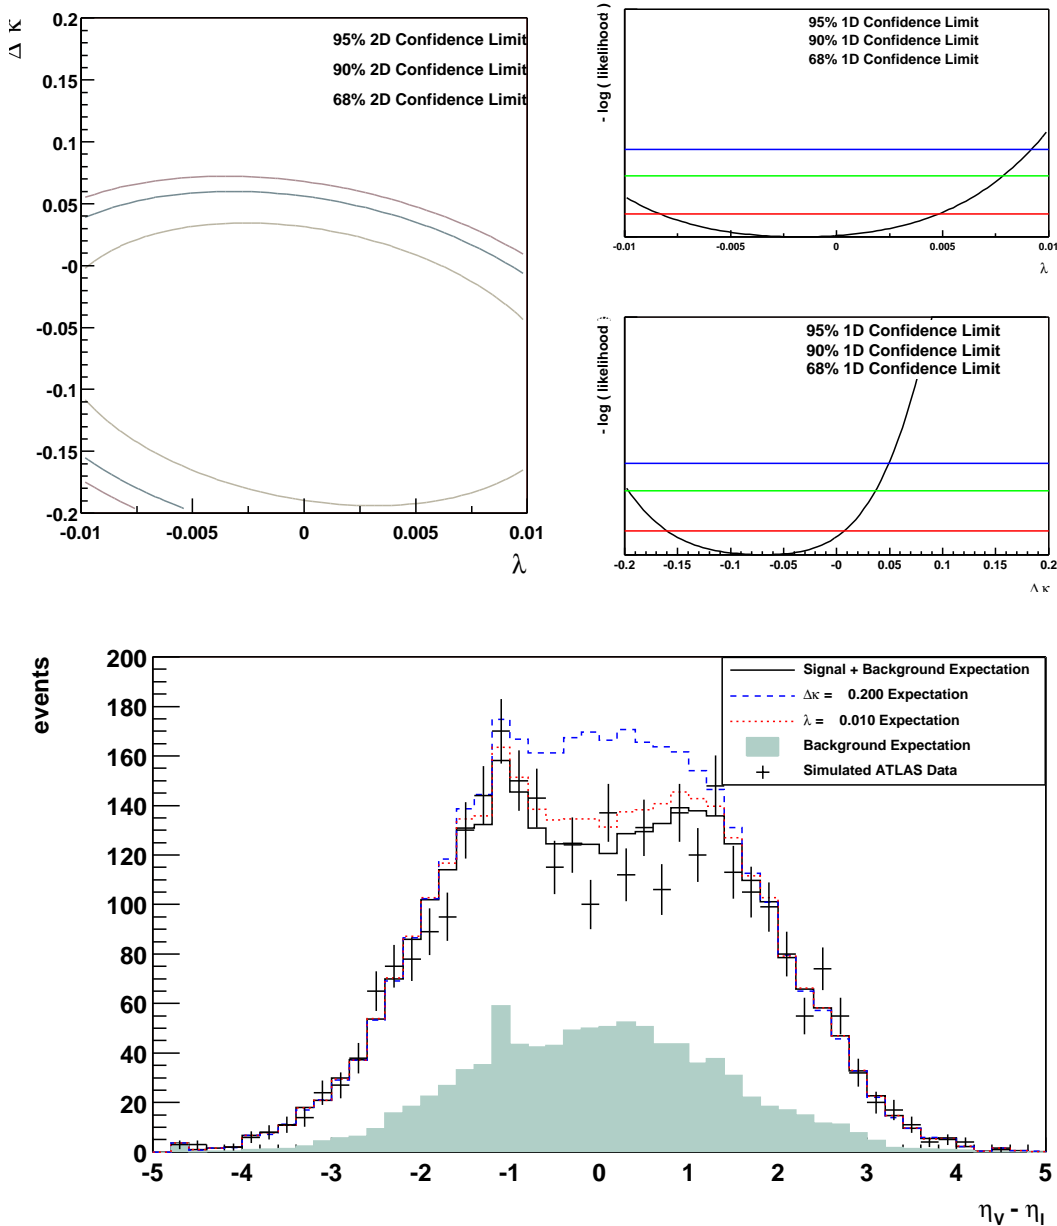 Δ κ
0.2
0.15
0.1
0.05
-0
-0.05
-0.1
-0.15
-0.2
95% 2D Confidence Limit
90% 2D Confidence Limit
68% 2D Confidence Limit
-0.01 -0.005 0 0.005 0.01
λ
- log ( likelihood )
95% 1D Confidence Limit
90% 1D Confidence Limit
68% 1D Confidence Limit
-0.01 -0.005 0 0.005 0.01
λ
- log ( likelihood )
95% 1D Confidence Limit
90% 1D Confidence Limit
68% 1D Confidence Limit
-0.2 -0.15 -0.1 -0.05 -0 0.05 0.1 0.15 0.2
Δ κ
events
200
180
160
140
120
100
80
60
40
20
0
Signal + Background Expectation
Δκ = 0.200 Expectation
λ = 0.010 Expectation
Background Expectation
Simulated ATLAS Data
-5 -4 -3 -2 -1 0 1 2 3 4 5
η_γ - η_l